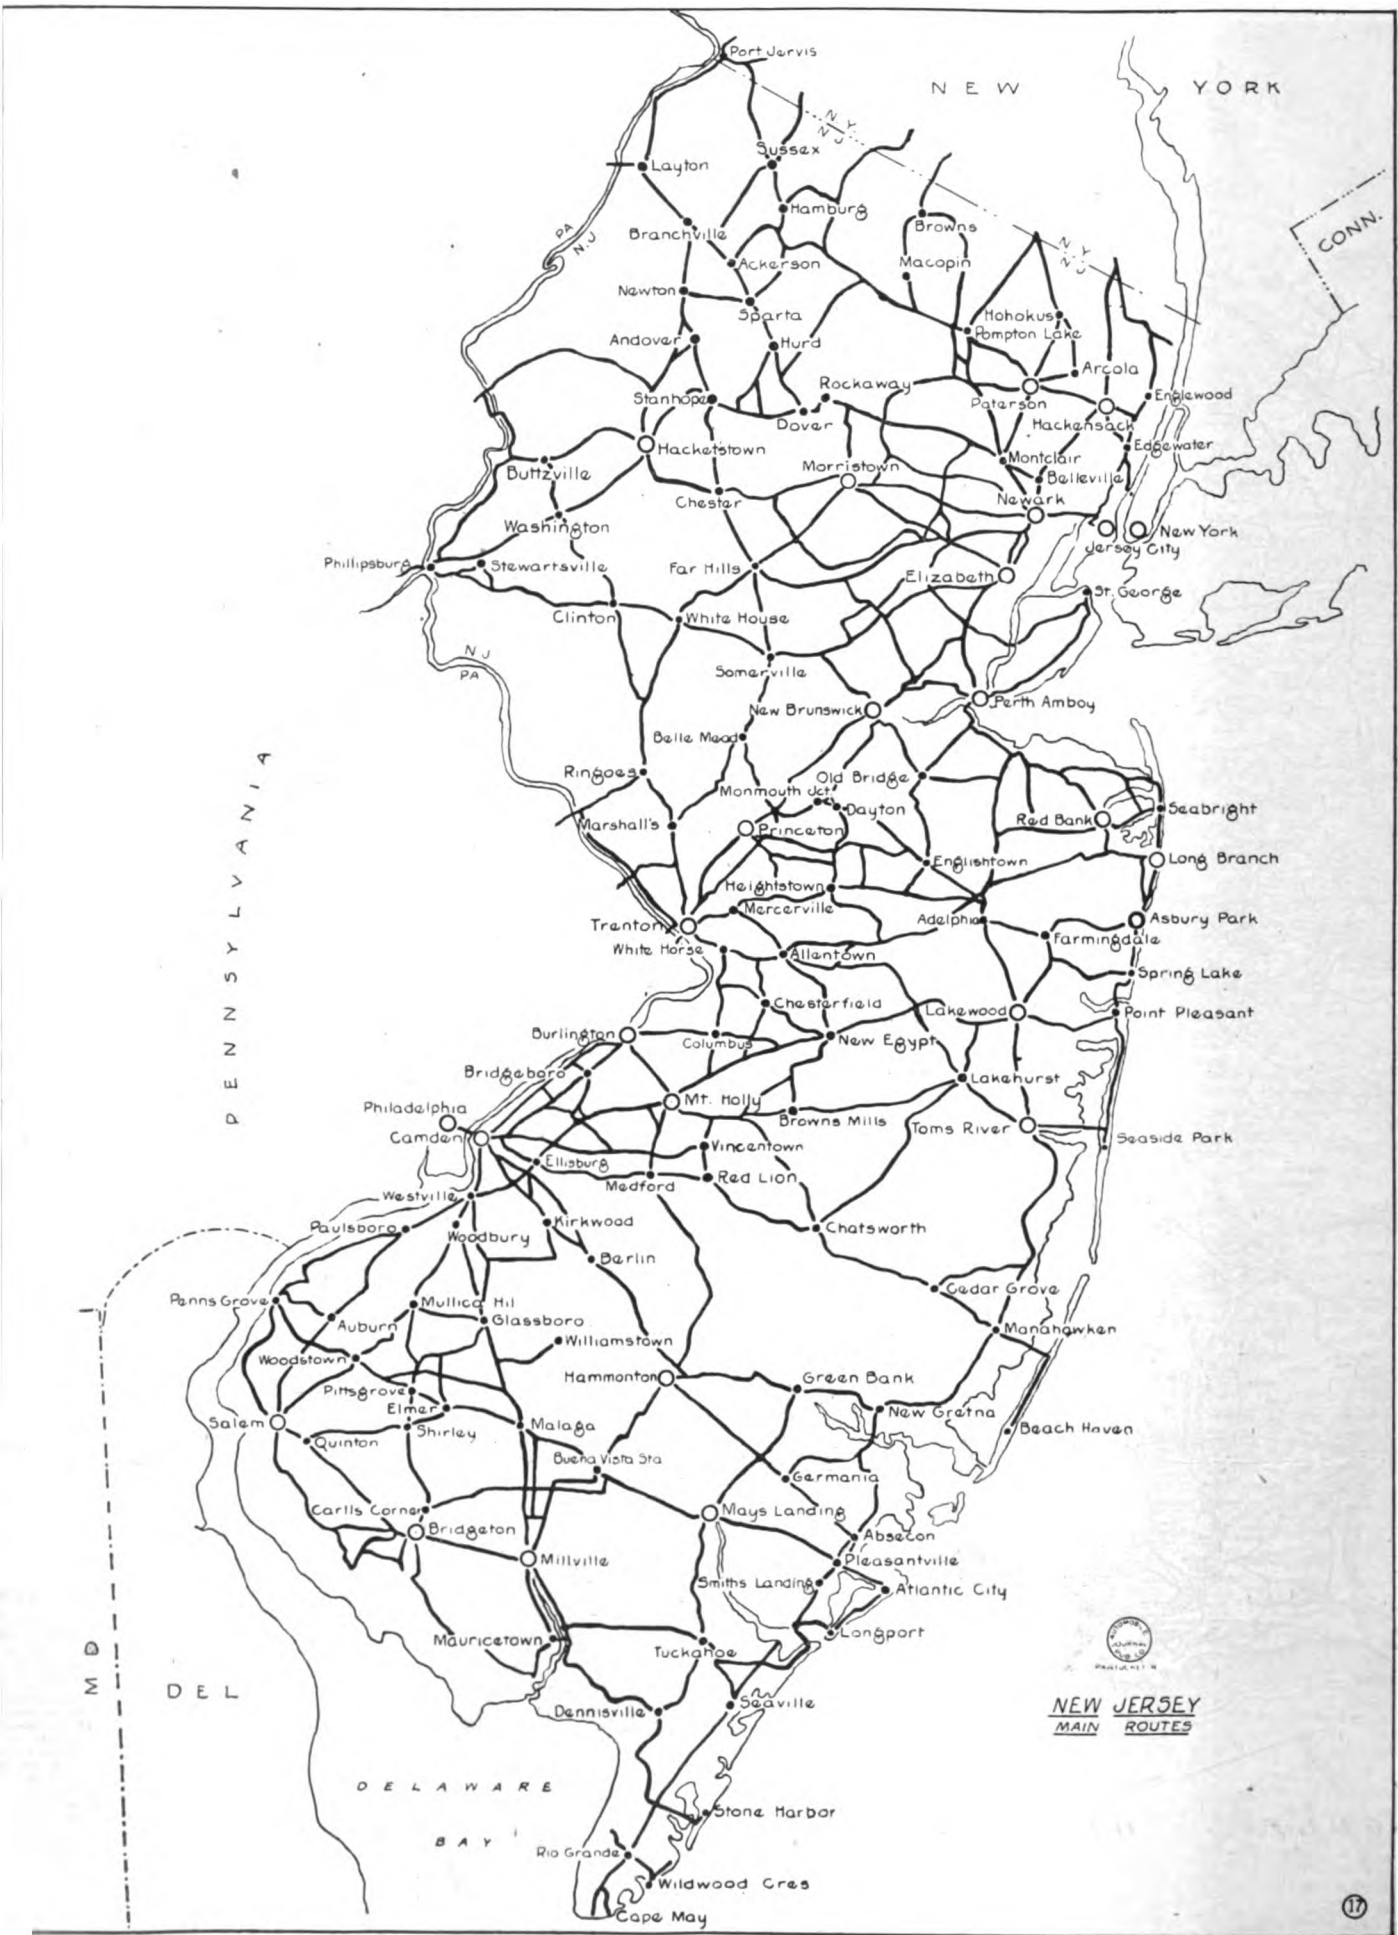 Port Jervis
NEW YORK
N.Y.
N.J.
Sussex
Layton
Hamburg
Branchville
Browns
PA
N.J
CONN.
Ackerson
Macopin
N.Y.
N.J
Newton
Sparta
Hohokus
Pompton Lake
Andover
Hurd
Arcola
Rockaway
Stanhope
Paterson
Englewood
Dover
Hackensack
Hacketstown
Edgewater
Montclair
Buttzville
Morristown
Belleville
Chester
Newark
Washington
New York
Jersey City
Phillipsburg
Stewartsville
Far Hills
Elizabeth
St. George
Clinton
White House
NJ
PA
Somerville
New Brunswick
Perth Amboy
Belle Mead
Ringoes
Old Bridge
Monmouth Jct.
Dayton
Seabright
Marshall's
Princeton
Red Bank
Englishtown
Long Branch
Heightstown
Mercerville
Adelphia
Asbury Park
Trenton
White Horse
Allentown
Farmingdale
Spring Lake
Chesterfield
Lakewood
Point Pleasant
Burlington
Columbus
New Egypt
PENNSYLVANIA
Bridgeboro
Lakehurst
Mt. Holly
Philadelphia
Browns Mills
Toms River
Camden
Seaside Park
Vincentown
Ellisburg
Medford
Red Lion
Westville
Paulsboro
Woodbury
Kirkwood
Chatsworth
Berlin
Cedar Grove
Penns Grove
Mullica Hil
Auburn
Glassboro
Manahawken
Williamstown
Woodstown
Hammonton
Green Bank
Pittsgrove
Elmer
New Gretna
Salem
Quinton
Shirley
Malaga
Beach Haven
Buena Vista Sta
Germania
Carlls Corner
Mays Landing
Bridgeton
Absecon
Millville
Pleasantville
Smiths Landing
Atlantic City
Longport
Mauricetown
Tuckahoe
AUTOMOBILE
JOURNAL
PUB CO
MD
DEL
Dennisville
Seaville
NEW JERSEY
MAIN ROUTES
DELAWARE
BAY
Stone Harbor
Rio Grande
Wildwood Cres
Cape May
17